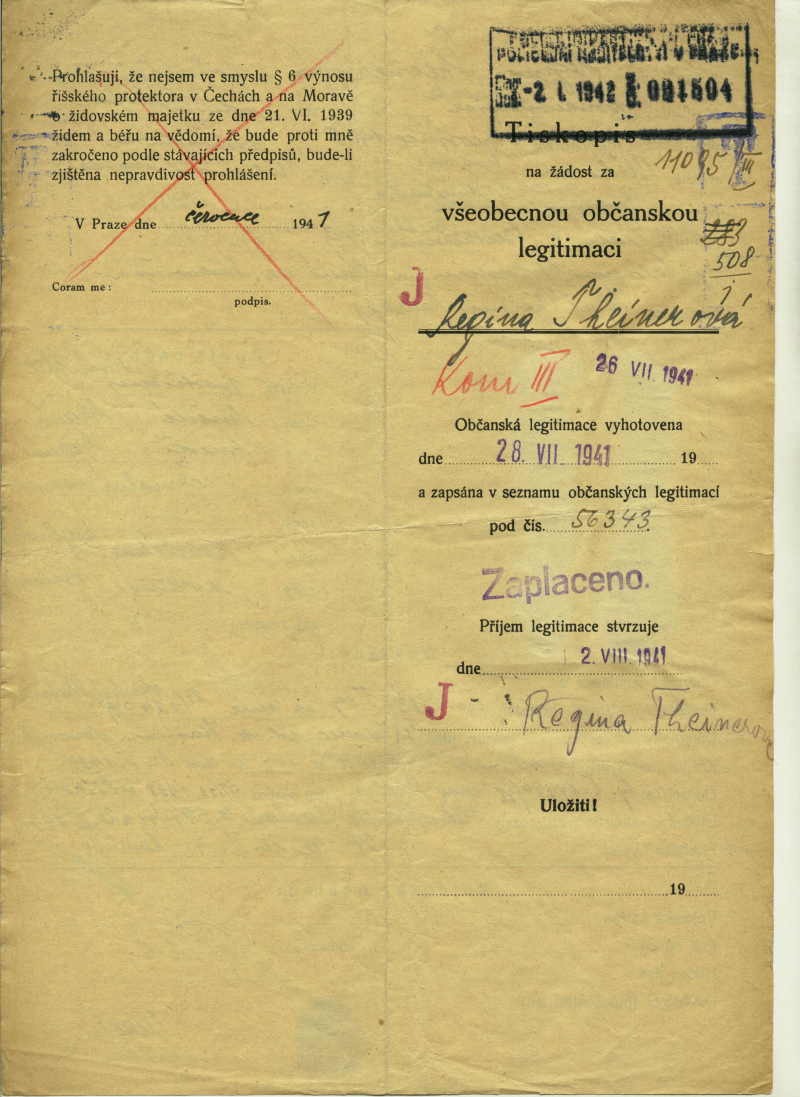 Prohlašuji, že nejsem ve smyslu § 6 výnosu
říšského protektora v Čechách a na Moravě
o židovském majetku ze dne 21. VI. 1939
židem a béřu na vědomí, že bude proti mně
zakročeno podle stávajících předpisů, bude-li
zjištěna nepravdivost prohlášení.
V Praze dne července 1941
Coram me:
podpis.
-2 I. 1942 091504
Tiskopis
na žádost za
11095/III
všeobecnou občanskou
legitimaci
508
J
Regina Theinerová
Kom III 26 VII 1941
Občanská legitimace vyhotovena
dne 28. VII. 1941 19
a zapsána v seznamu občanských legitimací
pod čís. 56343
Zaplaceno.
Příjem legitimace stvrzuje
dne 2. VIII. 1941
J Regina Theinerová
Uložiti!
19